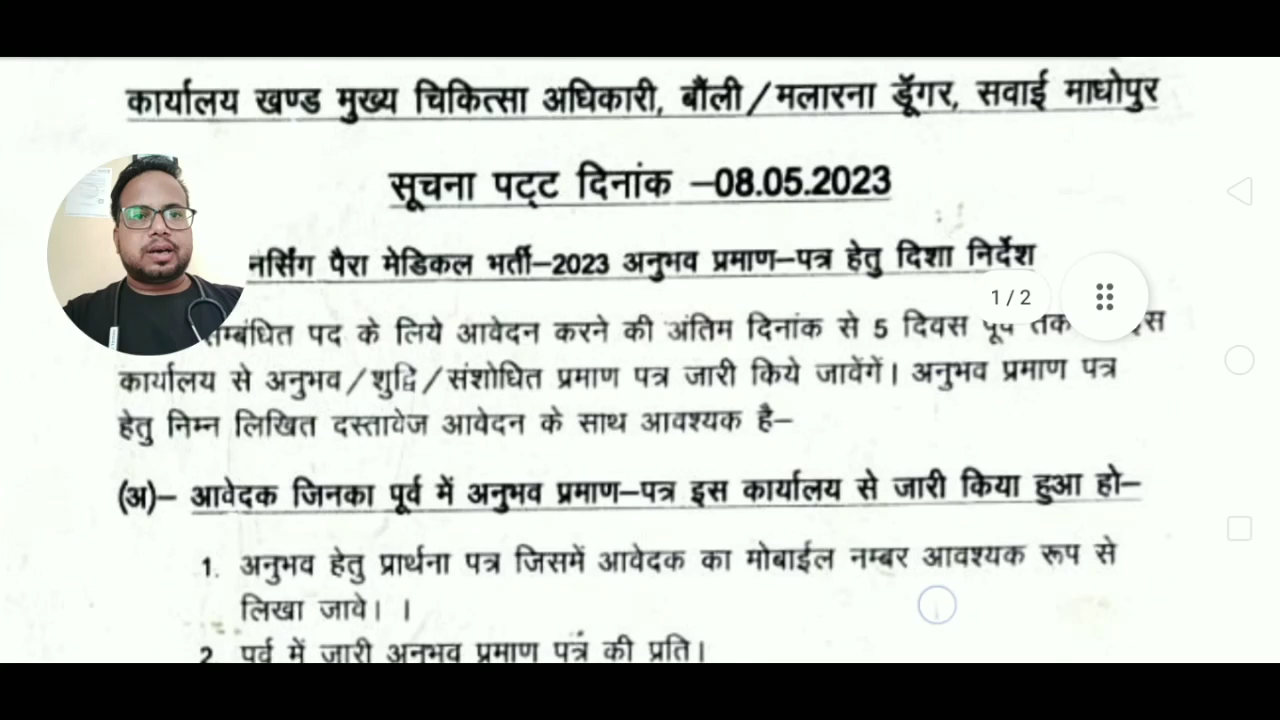 कार्यालय खण्ड मुख्य चिकित्सा अधिकारी, बौंली/मलारना डूँगर, सवाई माधोपुर
सूचना पट्ट दिनांक –08.05.2023
नर्सिंग पैरा मेडिकल भर्ती–2023 अनुभव प्रमाण–पत्र हेतु दिशा निर्देश
1 / 2
सम्बंधित पद के लिये आवेदन करने की अंतिम दिनांक से 5 दिवस पूर्व तक
कार्यालय से अनुभव/शुद्वि/संशोधित प्रमाण पत्र जारी किये जावेंगें। अनुभव प्रमाण पत्र
हेतु निम्न लिखित दस्तावेज आवेदन के साथ आवश्यक है–
(अ)– आवेदक जिनका पूर्व में अनुभव प्रमाण–पत्र इस कार्यालय से जारी किया हुआ हो–
1. अनुभव हेतु प्रार्थना पत्र जिसमें आवेदक का मोबाईल नम्बर आवश्यक रूप से
लिखा जावे। ।
2. पूर्व में जारी अनुभव प्रमाण पत्र की प्रति।